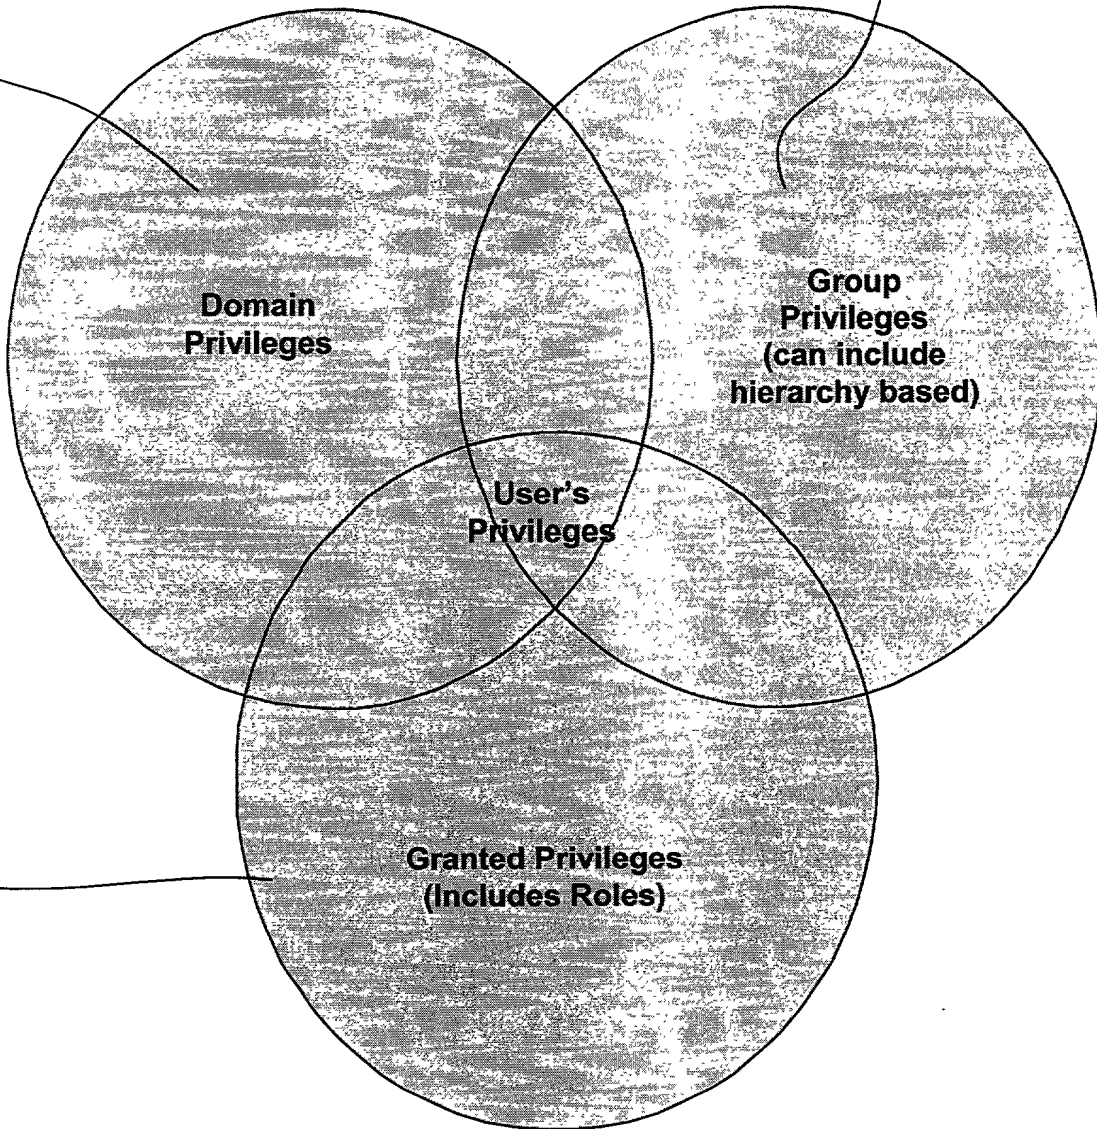 Domain
Privileges
Group
Privileges
(can include
hierarchy based)
User's
Privileges
Granted Privileges
(Includes Roles)